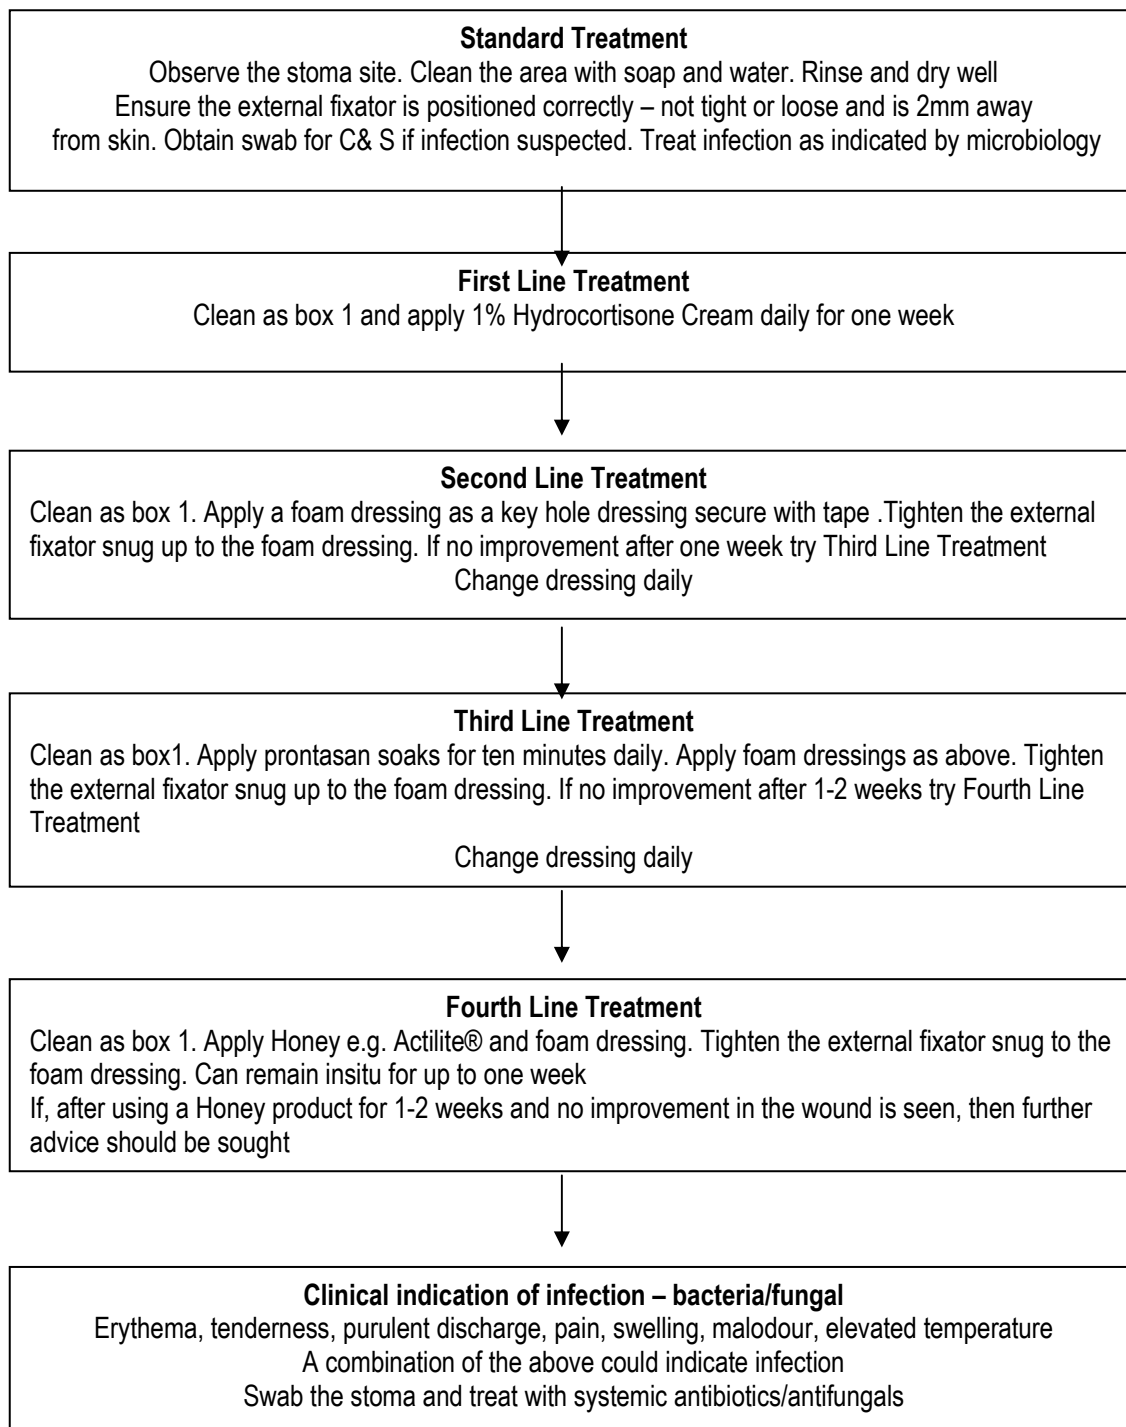 Standard Treatment
Observe the stoma site. Clean the area with soap and water. Rinse and dry well
Ensure the external fixator is positioned correctly – not tight or loose and is 2mm away
from skin. Obtain swab for C& S if infection suspected. Treat infection as indicated by microbiology
First Line Treatment
Clean as box 1 and apply 1% Hydrocortisone Cream daily for one week
Second Line Treatment
Clean as box 1. Apply a foam dressing as a key hole dressing secure with tape .Tighten the external
fixator snug up to the foam dressing. If no improvement after one week try Third Line Treatment
Change dressing daily
Third Line Treatment
Clean as box1. Apply prontasan soaks for ten minutes daily. Apply foam dressings as above. Tighten
the external fixator snug up to the foam dressing. If no improvement after 1-2 weeks try Fourth Line
Treatment
Change dressing daily
Fourth Line Treatment
Clean as box 1. Apply Honey e.g. Actilite® and foam dressing. Tighten the external fixator snug to the
foam dressing. Can remain insitu for up to one week
If, after using a Honey product for 1-2 weeks and no improvement in the wound is seen, then further
advice should be sought
Clinical indication of infection – bacteria/fungal
Erythema, tenderness, purulent discharge, pain, swelling, malodour, elevated temperature
A combination of the above could indicate infection
Swab the stoma and treat with systemic antibiotics/antifungals